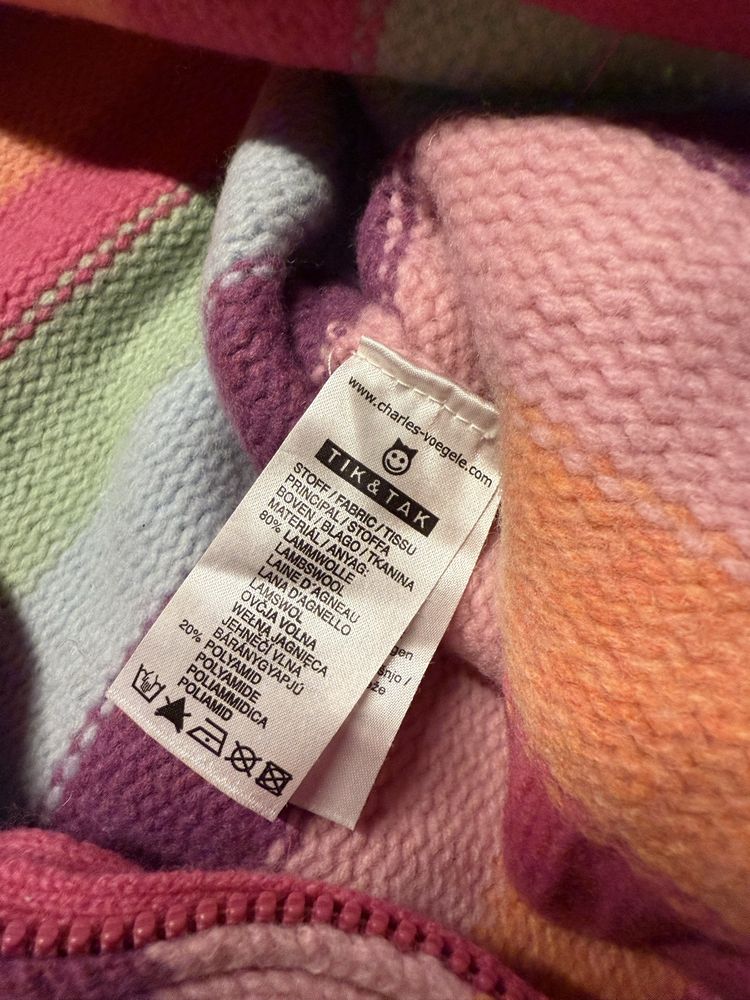 www.charles-voegele.com
TIK & TAK
STOFF / FABRIC / TISSU
PRINCIPAL / STOFFA
BOVEN / BLAGO / TKANINA
MATERIAL / ANYAG:
80% LAMMWOLLE
LAMBSWOOL
LAINE D'AGNEAU
LANA D'AGNELLO
LAMSWOL
OVČJA VOLNA
WEŁNA JAGNIĘCA
JEHNĚČÍ VLNA
BÁRÁNYGYAPJÚ
20% POLYAMID
POLYAMIDE
POLIAMMIDICA
POLIAMID